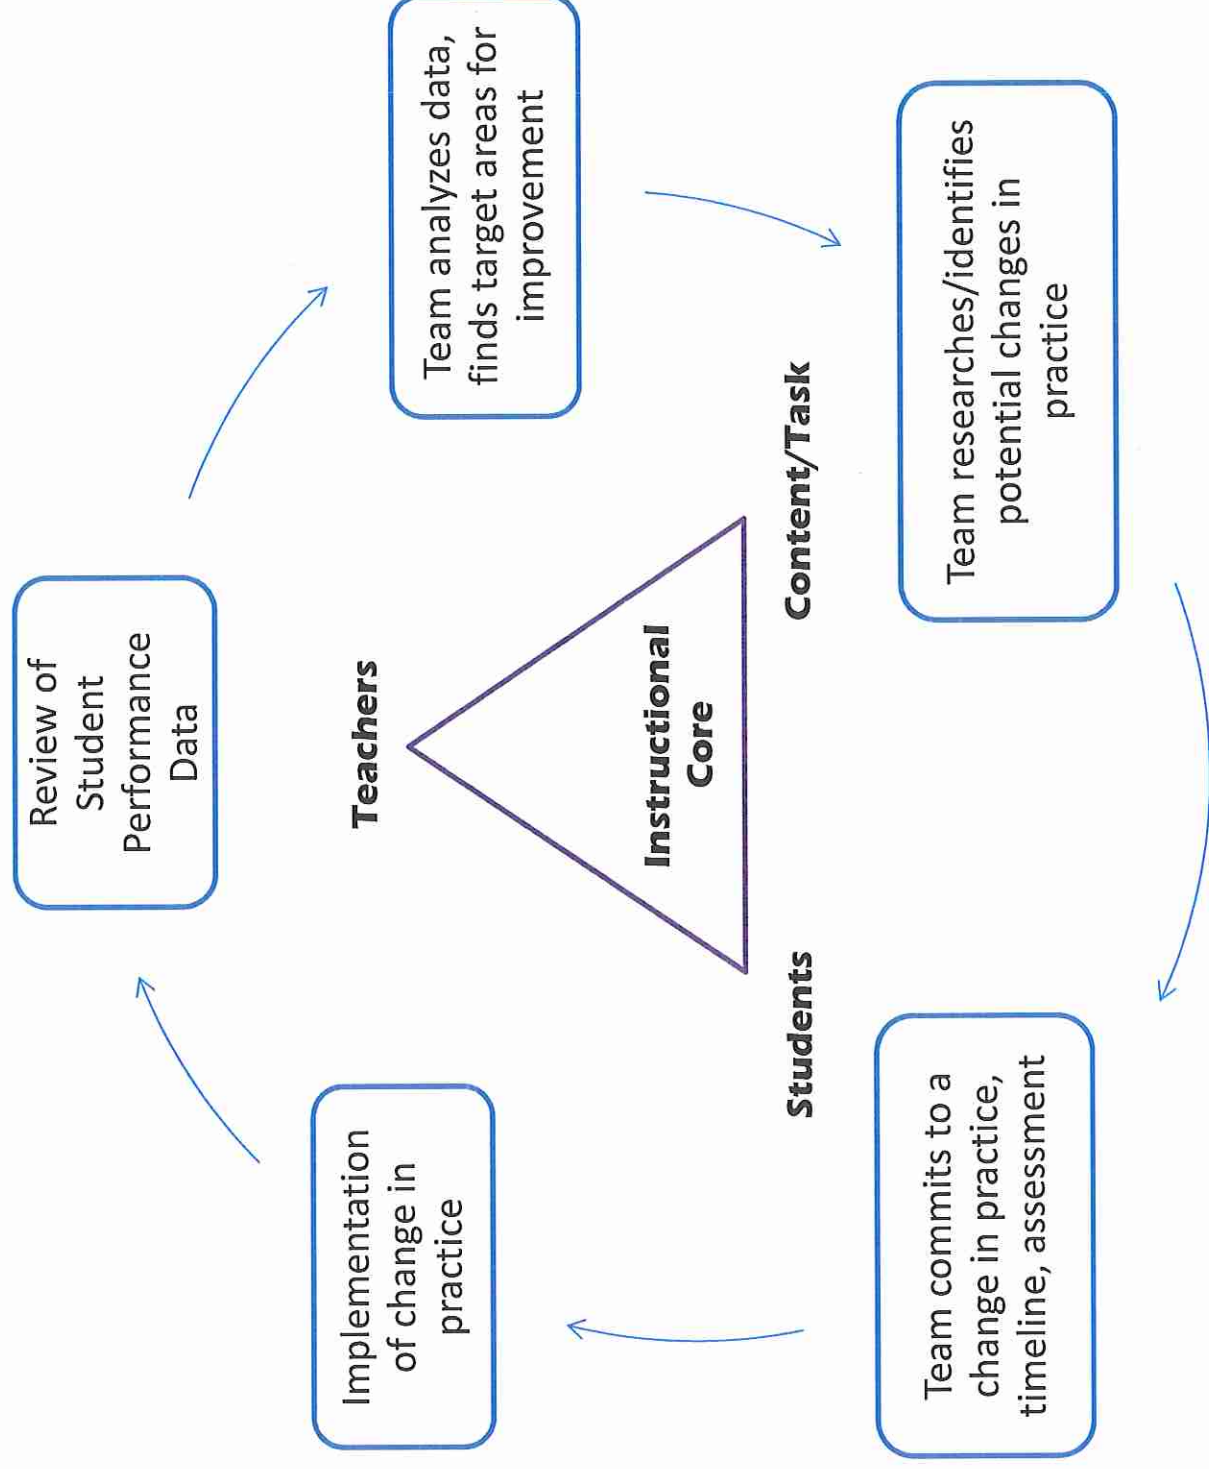 Review of
Student
Performance
Data
Team analyzes data,
finds target areas for
improvement
Team researches/identifies
potential changes in
practice
Team commits to a
change in practice,
timeline, assessment
Implementation
of change in
practice
Teachers
Instructional
Core
Students
Content/Task